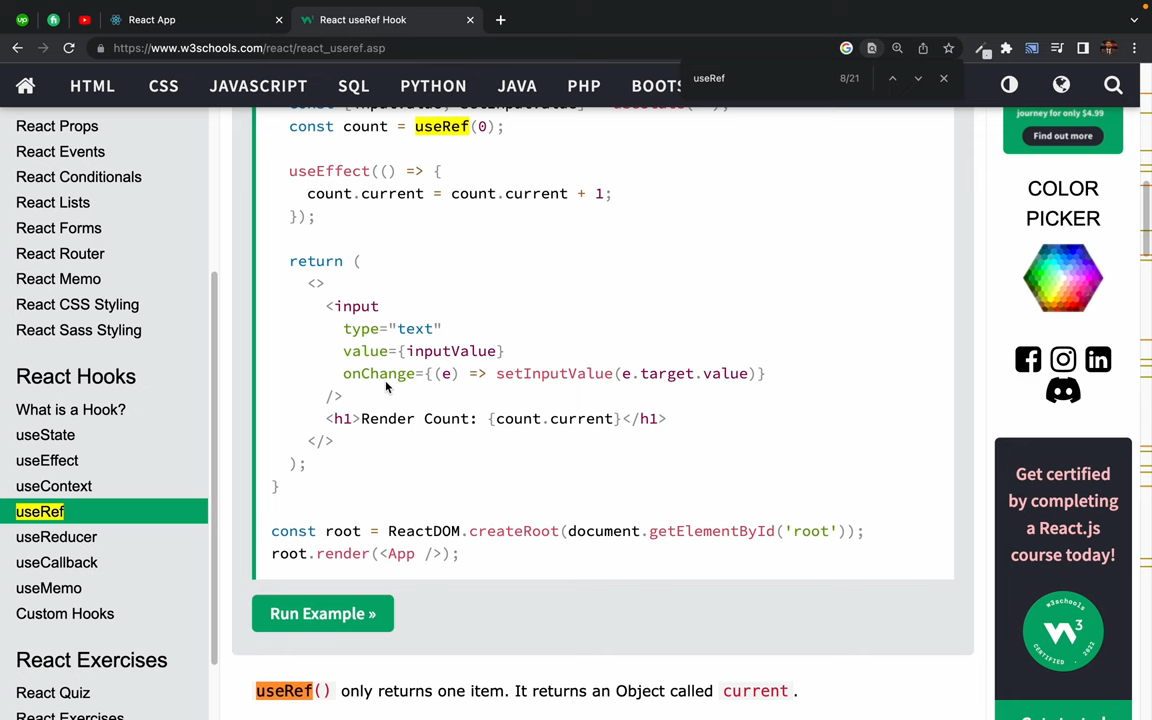 React App
React useRef Hook
https://www.w3schools.com/react/react_useref.asp
useRef 8/21
HTML CSS JAVASCRIPT SQL PYTHON JAVA PHP BOOTS
React Props
React Events
React Conditionals
React Lists
React Forms
React Router
React Memo
React CSS Styling
React Sass Styling
React Hooks
What is a Hook?
useState
useEffect
useContext
useRef
useReducer
useCallback
useMemo
Custom Hooks
React Exercises
React Quiz
React Exercises
const count = useRef(0);
useEffect(() => {
count.current = count.current + 1;
});
return (
<>
<input
type="text"
value={inputValue}
onChange={(e) => setInputValue(e.target.value)}
/>
<h1>Render Count: {count.current}</h1>
</>
);
}
const root = ReactDOM.createRoot(document.getElementById('root'));
root.render(<App />);
Run Example »
useRef() only returns one item. It returns an Object called current.
journey for only $4.99
Find out more
COLOR
PICKER
Get certified
by completing
a React.js
course today!
w3schools
W3
CERTIFIED . 2022